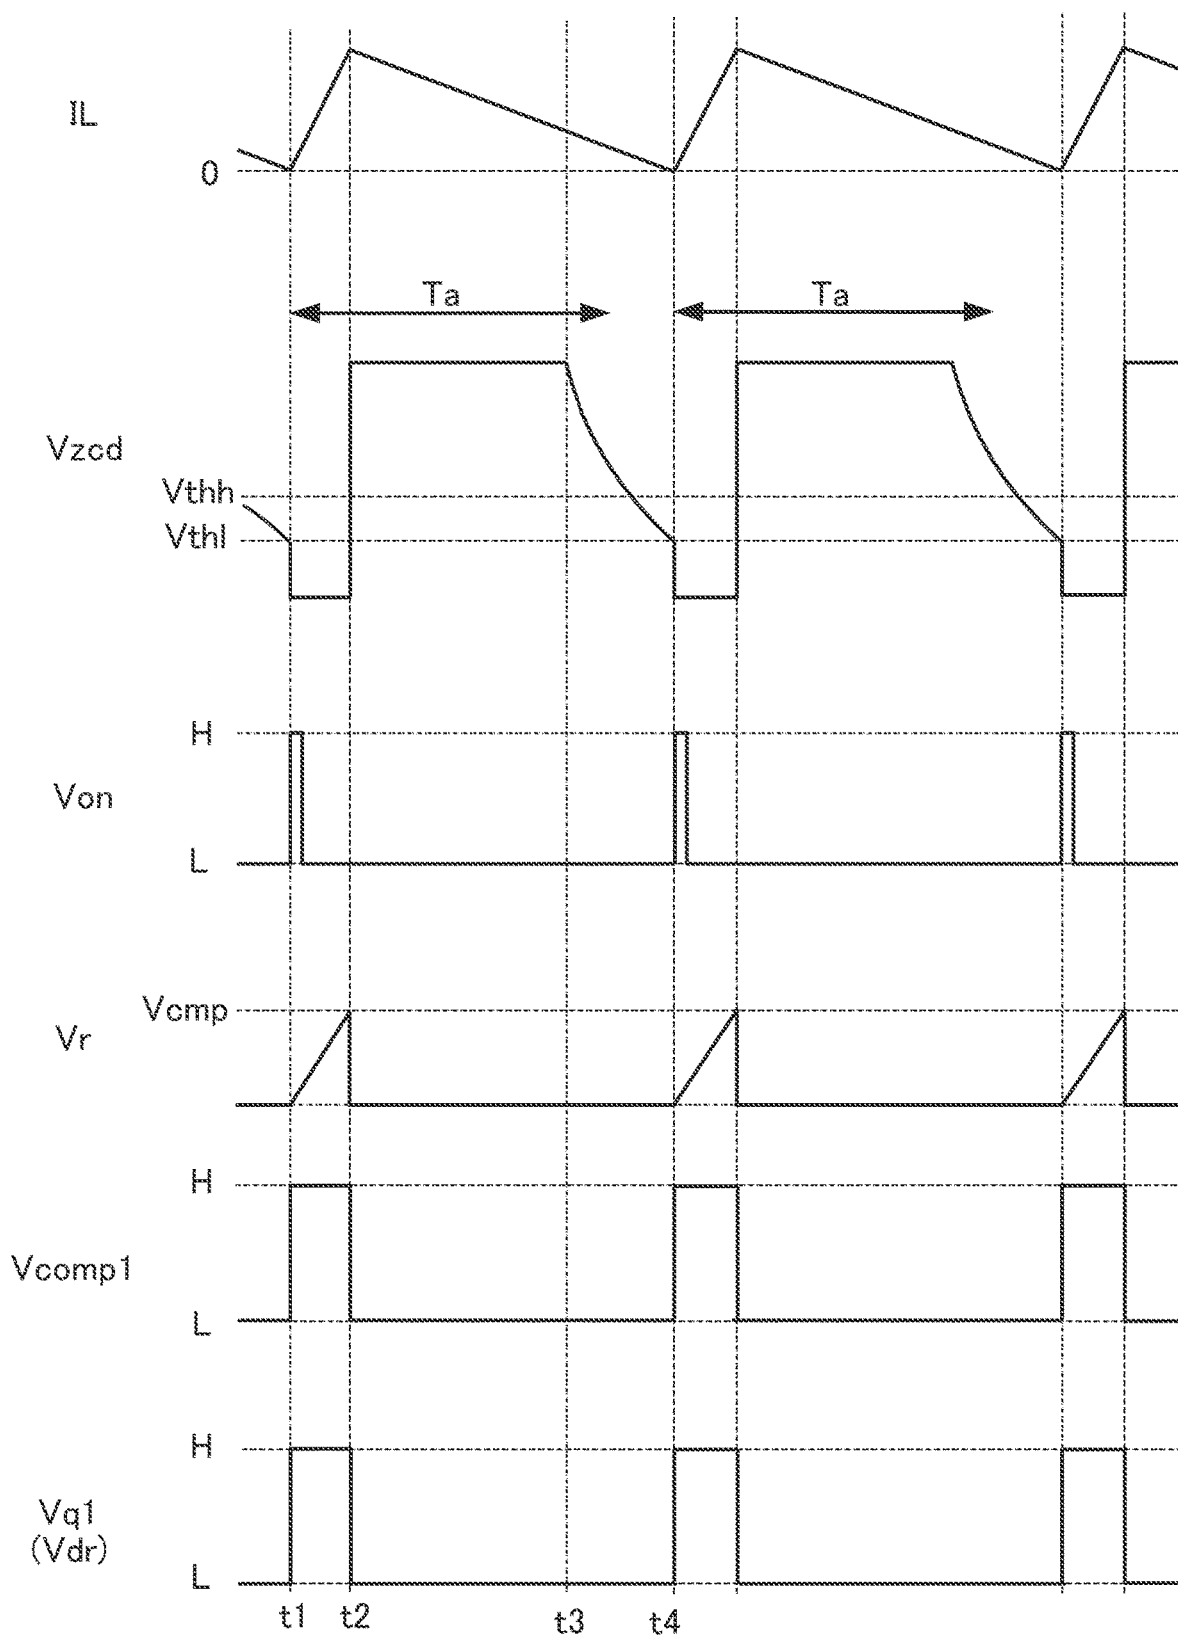 IL
0
Ta
Ta
Vzcd
Vthh
Vthl
H
Von
L
Vcmp
Vr
H
Vcomp1
L
H
Vq1
(Vdr)
L
t1
t2
t3
t4